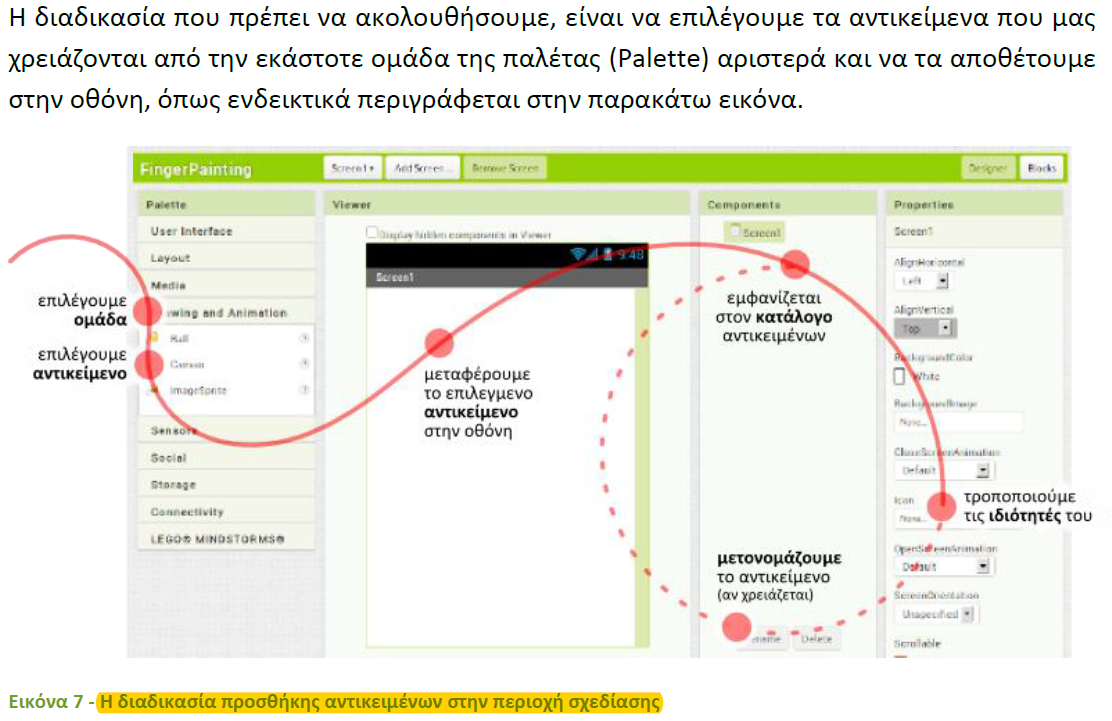 Η διαδικασία που πρέπει να ακολουθήσουμε, είναι να επιλέγουμε τα αντικείμενα που μας
χρειάζονται από την εκάστοτε ομάδα της παλέτας (Palette) αριστερά και να τα αποθέτουμε
στην οθόνη, όπως ενδεικτικά περιγράφεται στην παρακάτω εικόνα.
FingerPainting
Screen1
Add Screen ...
Remove Screen
Designer
Blocks
Palette
User Interface
Layout
Media
wing and Animation
Ball
Canvas
ImageSprite
Sensors
Social
Storage
Connectivity
LEGO® MINDSTORMS®
επιλέγουμε
ομάδα
επιλέγουμε
αντικείμενο
Viewer
Display hidden components in Viewer
9:48
Screen1
μεταφέρουμε
το επιλεγμενο
αντικείμενο
στην οθόνη
Components
Screen1
εμφανίζεται
στον κατάλογο
αντικειμένων
μετονομάζουμε
το αντικείμενο
(αν χρειάζεται)
name
Delete
Properties
Screen1
AlignHorizontal
Left
AlignVertical
Top
BackgroundColor
White
BackgroundImage
None...
CloseScreenAnimation
Default
Icon
None...
τροποποιούμε
τις ιδιότητές του
OpenScreenAnimation
Default
ScreenOrientation
Unspecified
Scrollable
Εικόνα 7 - Η διαδικασία προσθήκης αντικειμένων στην περιοχή σχεδίασης